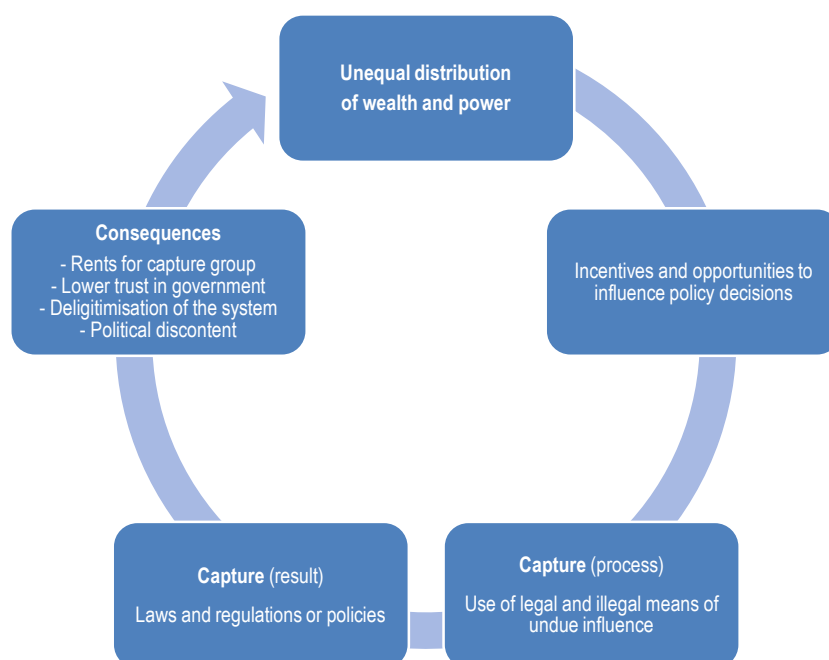 Unequal distribution
of wealth and power
Incentives and opportunities to
influence policy decisions
Capture (process)
Use of legal and illegal means of
undue influence
Capture (result)
Laws and regulations or policies
Consequences
- Rents for capture group
- Lower trust in government
- Deligitimisation of the system
- Political discontent